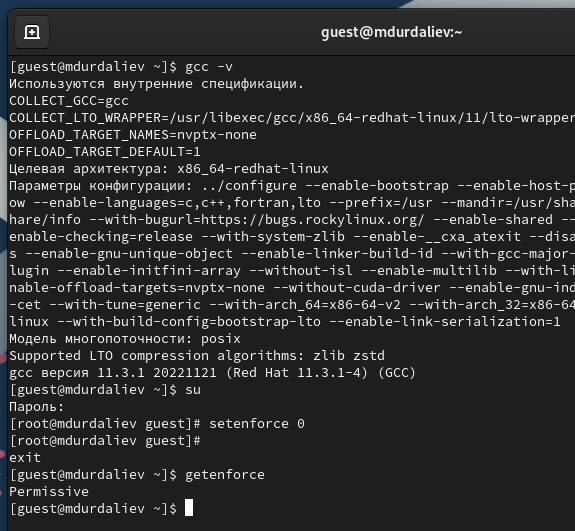 guest@mdurdaliev:~
[guest@mdurdaliev ~]$ gcc -v
Используются внутренние спецификации.
COLLECT_GCC=gcc
COLLECT_LTO_WRAPPER=/usr/libexec/gcc/x86_64-redhat-linux/11/lto-wrapper
OFFLOAD_TARGET_NAMES=nvptx-none
OFFLOAD_TARGET_DEFAULT=1
Целевая архитектура: x86_64-redhat-linux
Параметры конфигурации: ../configure --enable-bootstrap --enable-host-p
ow --enable-languages=c,c++,fortran,lto --prefix=/usr --mandir=/usr/sha
hare/info --with-bugurl=https://bugs.rockylinux.org/ --enable-shared --
enable-checking=release --with-system-zlib --enable-__cxa_atexit --disa
s --enable-gnu-unique-object --enable-linker-build-id --with-gcc-major-
lugin --enable-initfini-array --without-isl --enable-multilib --with-li
nable-offload-targets=nvptx-none --without-cuda-driver --enable-gnu-ind
-cet --with-tune=generic --with-arch_64=x86-64-v2 --with-arch_32=x86-64
linux --with-build-config=bootstrap-lto --enable-link-serialization=1
Модель многопоточности: posix
Supported LTO compression algorithms: zlib zstd
gcc версия 11.3.1 20221121 (Red Hat 11.3.1-4) (GCC)
[guest@mdurdaliev ~]$ su
Пароль:
[root@mdurdaliev guest]# setenforce 0
[root@mdurdaliev guest]#
exit
[guest@mdurdaliev ~]$ getenforce
Permissive
[guest@mdurdaliev ~]$